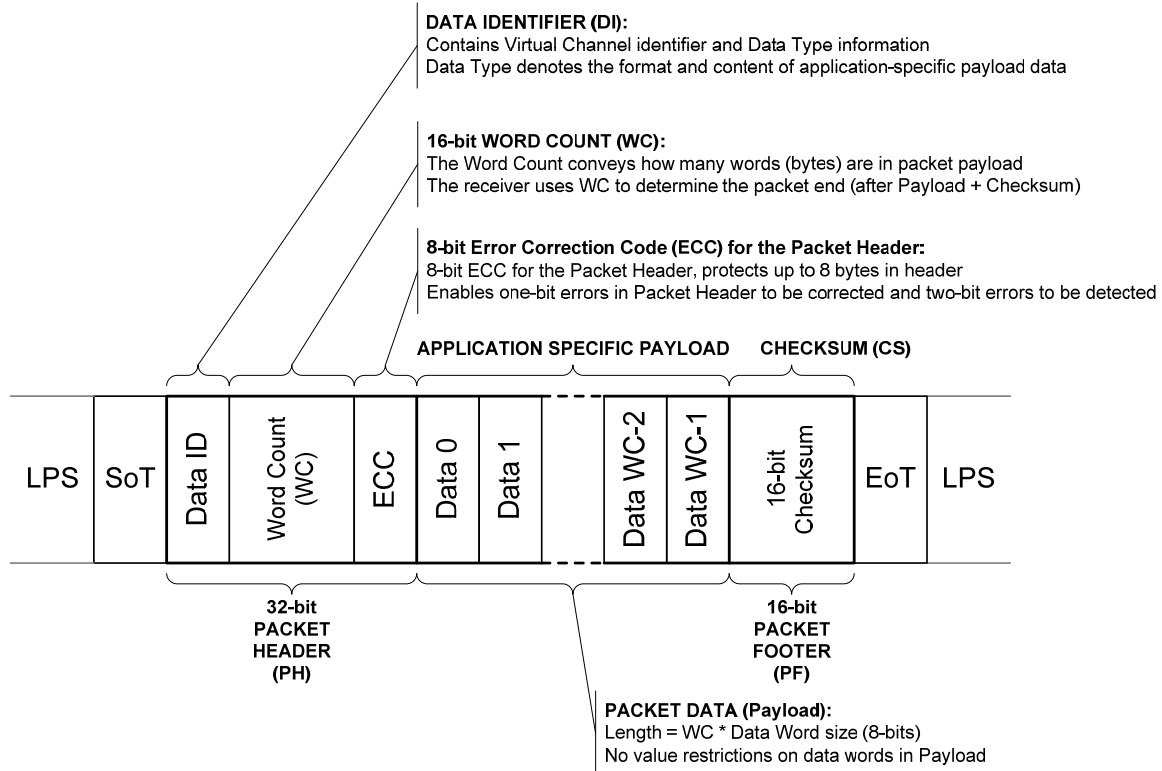 DATA IDENTIFIER (DI):
Contains Virtual Channel identifier and Data Type information
Data Type denotes the format and content of application-specific payload data
16-bit WORD COUNT (WC):
The Word Count conveys how many words (bytes) are in packet payload
The receiver uses WC to determine the packet end (after Payload + Checksum)
8-bit Error Correction Code (ECC) for the Packet Header:
8-bit ECC for the Packet Header, protects up to 8 bytes in header
Enables one-bit errors in Packet Header to be corrected and two-bit errors to be detected
APPLICATION SPECIFIC PAYLOAD
CHECKSUM (CS)
LPS
SoT
Data ID
Word Count
(WC)
ECC
Data 0
Data 1
Data WC-2
Data WC-1
16-bit
Checksum
EoT
LPS
32-bit
PACKET
HEADER
(PH)
16-bit
PACKET
FOOTER
(PF)
PACKET DATA (Payload):
Length = WC * Data Word size (8-bits)
No value restrictions on data words in Payload